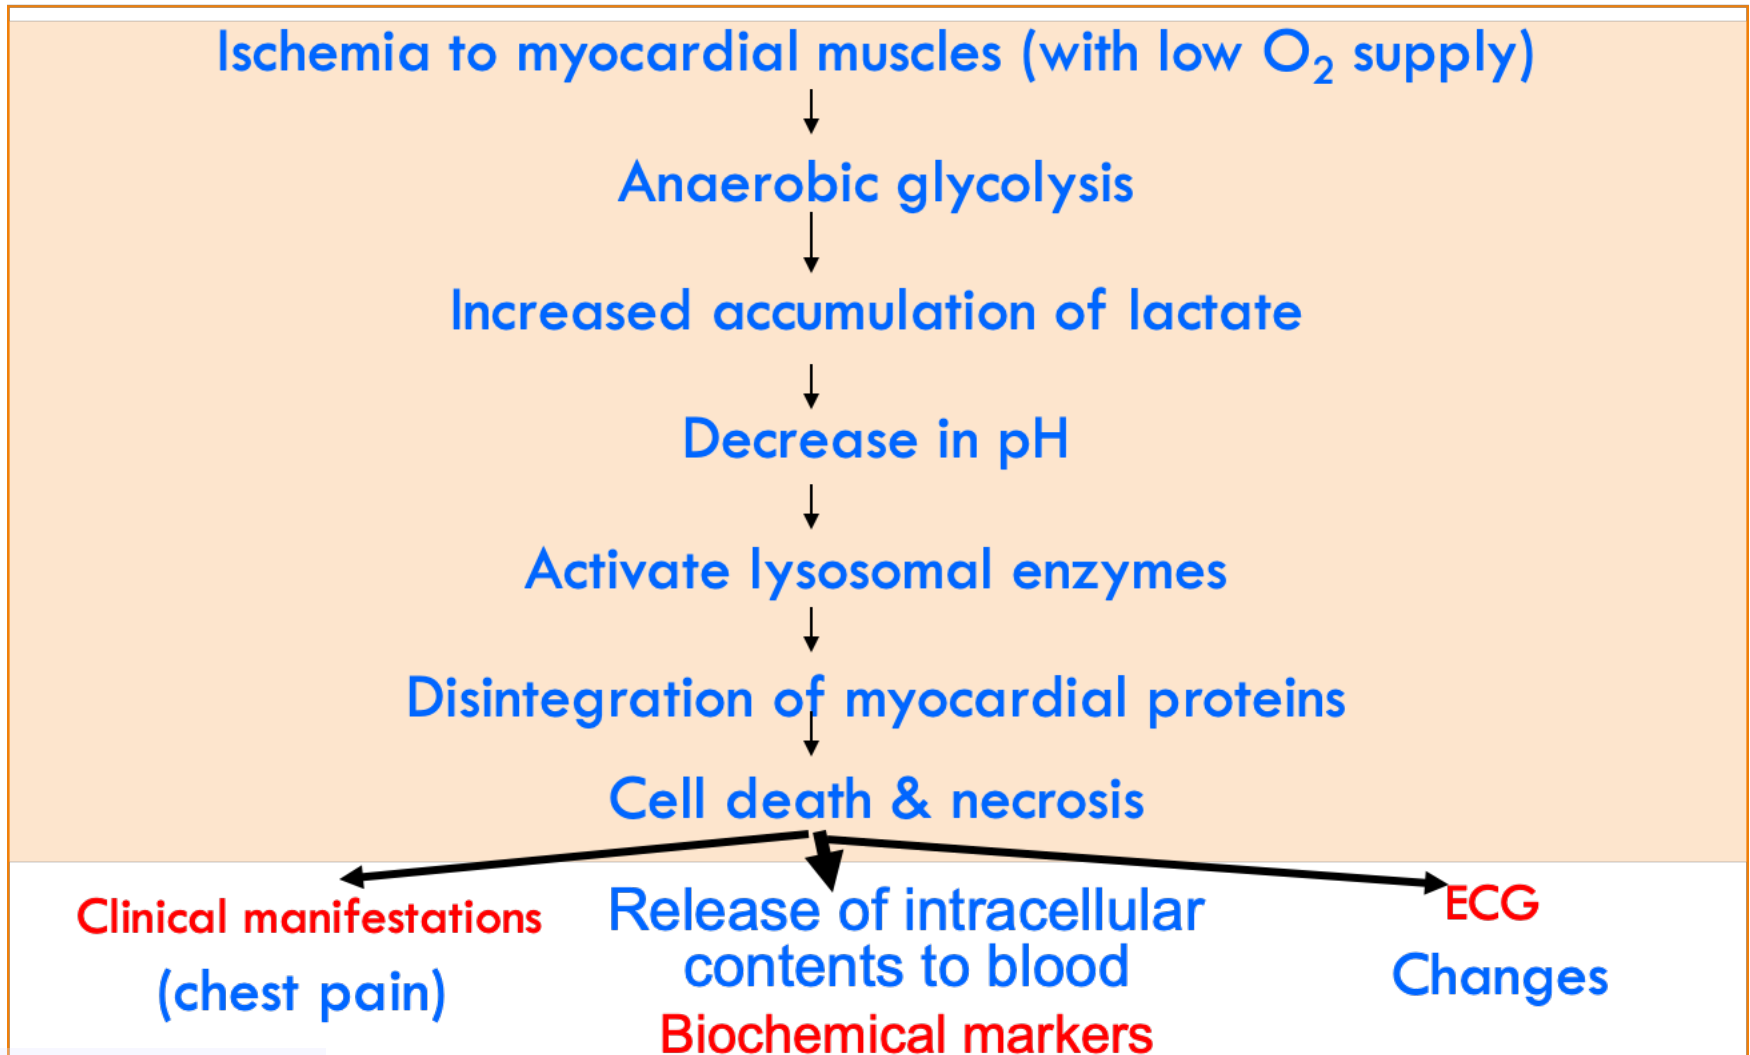 Ischemia to myocardial muscles (with low O₂ supply)
Anaerobic glycolysis
Increased accumulation of lactate
Decrease in pH
Activate lysosomal enzymes
Disintegration of myocardial proteins
Cell death & necrosis
Clinical manifestations
(chest pain)
Release of intracellular
contents to blood
Biochemical markers
ECG
Changes